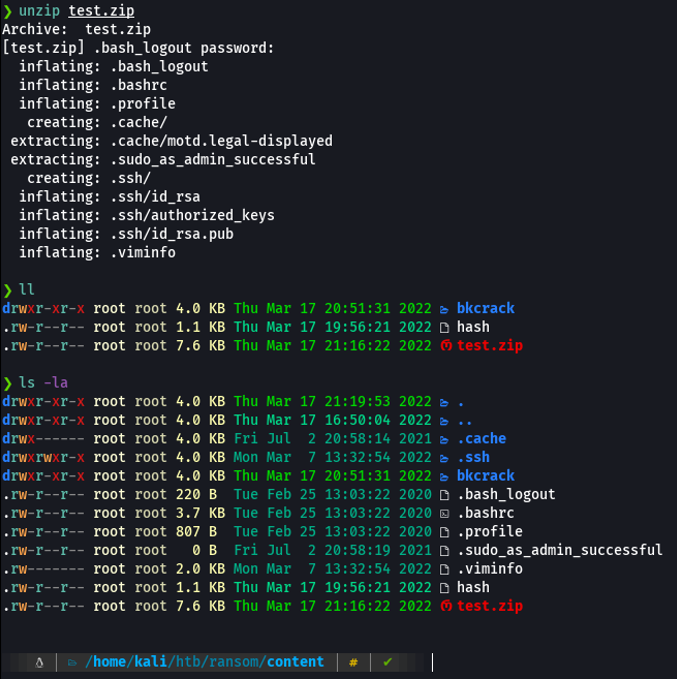 ❯ unzip test.zip
Archive:  test.zip
[test.zip] .bash_logout password:
  inflating: .bash_logout
  inflating: .bashrc
  inflating: .profile
   creating: .cache/
 extracting: .cache/motd.legal-displayed
 extracting: .sudo_as_admin_successful
   creating: .ssh/
  inflating: .ssh/id_rsa
  inflating: .ssh/authorized_keys
  inflating: .ssh/id_rsa.pub
  inflating: .viminfo
❯ ll
drwxr-xr-x root root 4.0 KB Thu Mar 17 20:51:31 2022 bkcrack
.rw-r--r-- root root 1.1 KB Thu Mar 17 19:56:21 2022 hash
.rw-r--r-- root root 7.6 KB Thu Mar 17 21:16:22 2022 test.zip
❯ ls -la
drwxr-xr-x root root 4.0 KB Thu Mar 17 21:19:53 2022 .
drwxr-xr-x root root 4.0 KB Thu Mar 17 16:50:04 2022 ..
drwx------ root root 4.0 KB Fri Jul  2 20:58:14 2021 .cache
drwxrwxr-x root root 4.0 KB Mon Mar  7 13:32:54 2022 .ssh
drwxr-xr-x root root 4.0 KB Thu Mar 17 20:51:31 2022 bkcrack
.rw-r--r-- root root 220 B  Tue Feb 25 13:03:22 2020 .bash_logout
.rw-r--r-- root root 3.7 KB Tue Feb 25 13:03:22 2020 .bashrc
.rw-r--r-- root root 807 B  Tue Feb 25 13:03:22 2020 .profile
.rw-r--r-- root root   0 B  Fri Jul  2 20:58:19 2021 .sudo_as_admin_successful
.rw------- root root 2.0 KB Mon Mar  7 13:32:54 2022 .viminfo
.rw-r--r-- root root 1.1 KB Thu Mar 17 19:56:21 2022 hash
.rw-r--r-- root root 7.6 KB Thu Mar 17 21:16:22 2022 test.zip
/home/kali/htb/ransom/content | # | ✔